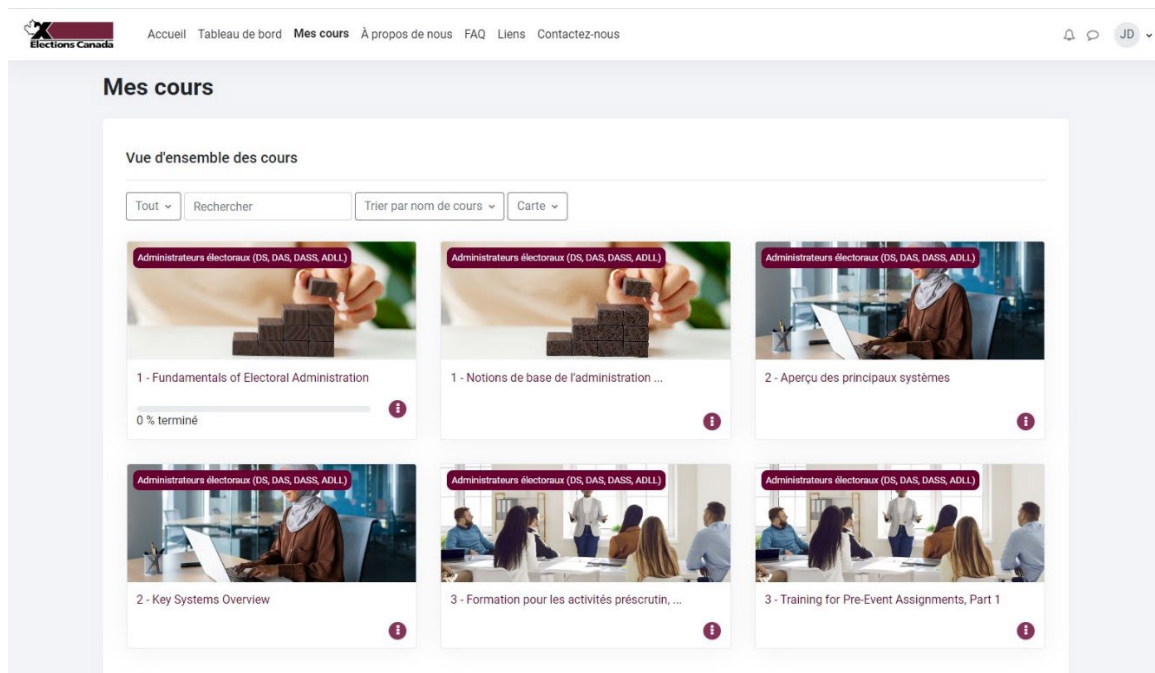 Elections Canada
Accueil Tableau de bord Mes cours À propos de nous FAQ Liens Contactez-nous
JD
Mes cours
Vue d'ensemble des cours
Tout Rechercher Trier par nom de cours Carte
Administrateurs électoraux (DS, DAS, DASS, ADLL)
Administrateurs électoraux (DS, DAS, DASS, ADLL)
Administrateurs électoraux (DS, DAS, DASS, ADLL)
1 - Fundamentals of Electoral Administration
1 - Notions de base de l'administration ...
2 - Aperçu des principaux systèmes
0 % terminé
Administrateurs électoraux (DS, DAS, DASS, ADLL)
Administrateurs électoraux (DS, DAS, DASS, ADLL)
Administrateurs électoraux (DS, DAS, DASS, ADLL)
2 - Key Systems Overview
3 - Formation pour les activités préscrutin, ...
3 - Training for Pre-Event Assignments, Part 1